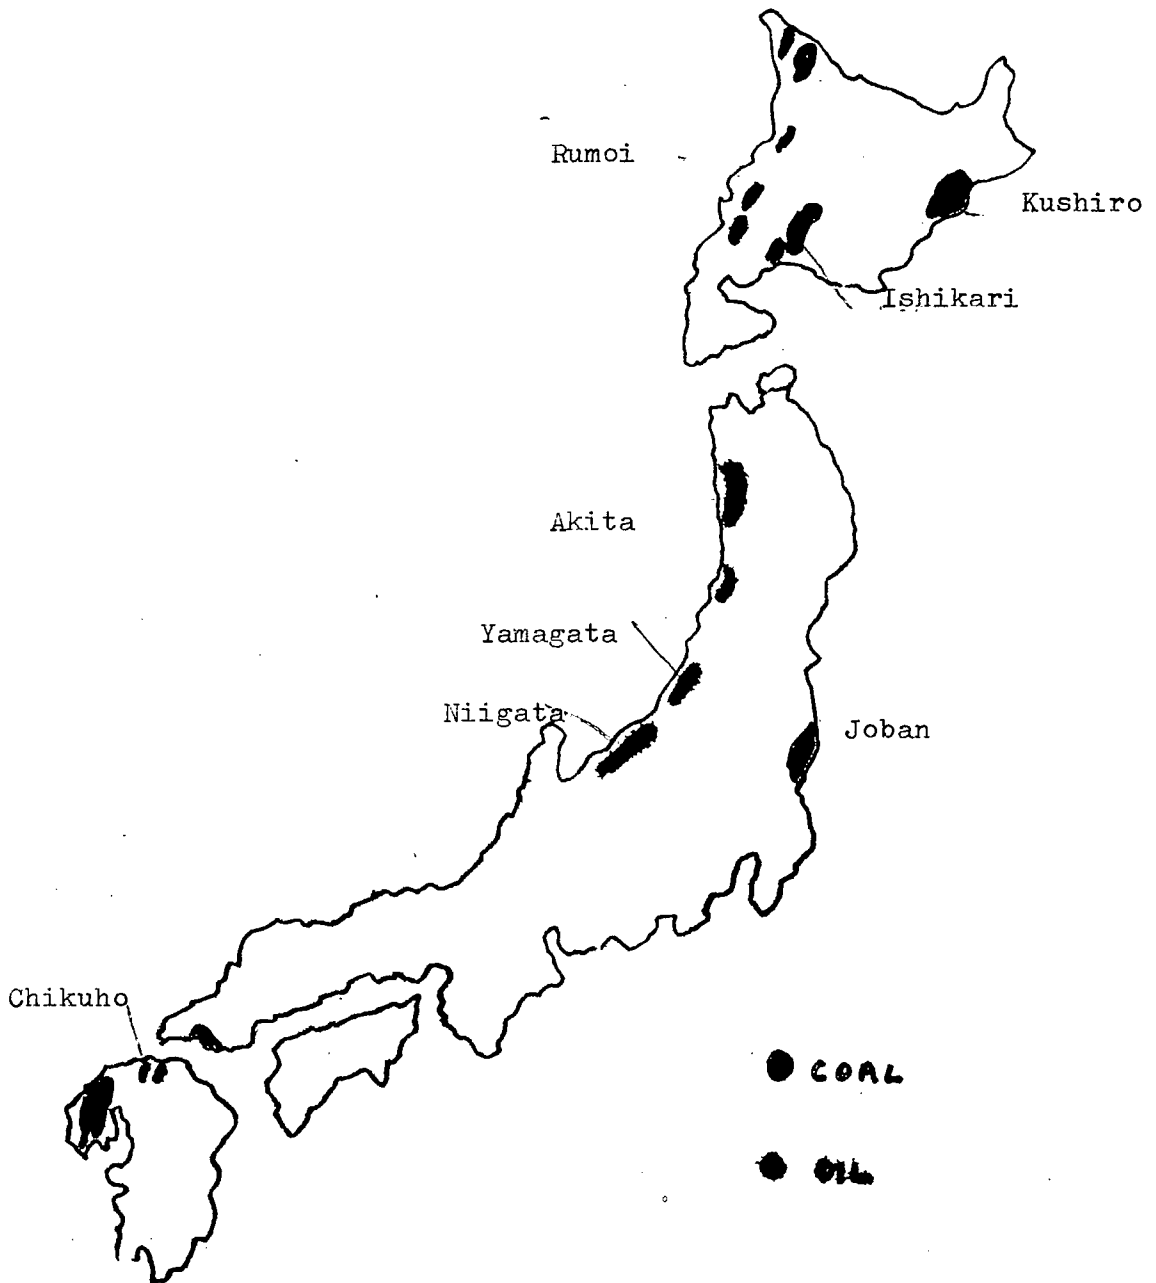 Rumoi
Kushiro
Ishikari
Akita
Yamagata
Niigata
Joban
Chikuho
COAL
OIL